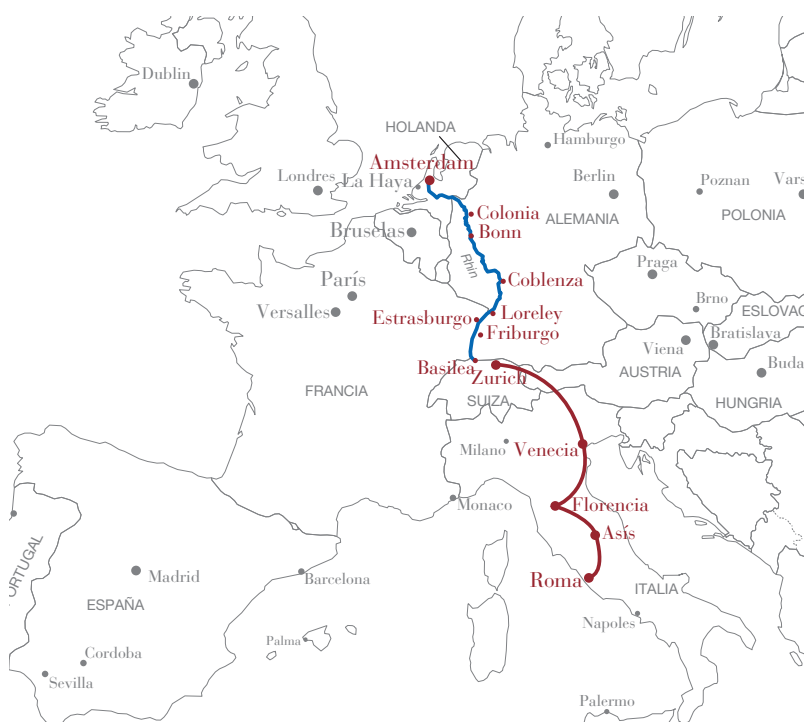 Dublin
HOLANDA
Hamburgo
Amsterdam
La Haya
Londres
Berlin
Poznan
Vars
Colonia
ALEMANIA
POLONIA
Bruselas
Bonn
Rhin
Praga
París
Coblenza
Brno
ESLOVAC
Versalles
Estrasburgo
Loreley
Friburgo
Viena
Bratislava
Basilea
Zurich
AUSTRIA
Buda
FRANCIA
SUIZA
HUNGRIA
Milano
Venecia
Monaco
Florencia
Asís
PORTUGAL
Madrid
Barcelona
Roma
ITALIA
ESPAÑA
Napoles
Palma
Cordoba
Sevilla
Palermo